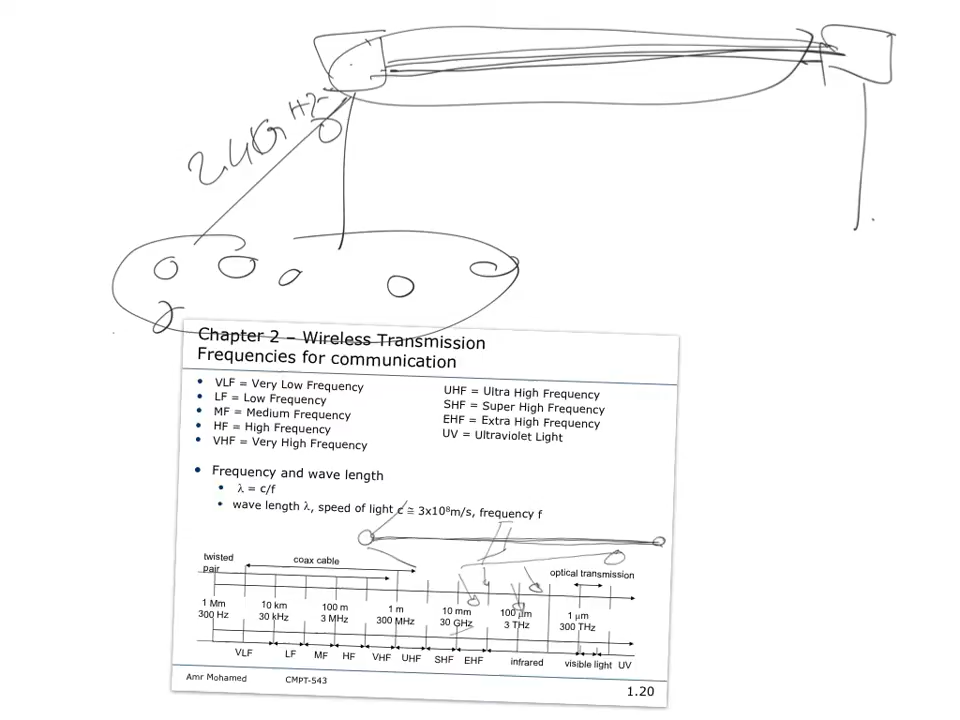 2.4G Hz
Chapter 2 – Wireless Transmission
Frequencies for communication
• VLF = Very Low Frequency
• LF = Low Frequency
• MF = Medium Frequency
• HF = High Frequency
• VHF = Very High Frequency
UHF = Ultra High Frequency
SHF = Super High Frequency
EHF = Extra High Frequency
UV = Ultraviolet Light
• Frequency and wave length
• λ = c/f
• wave length λ, speed of light c ≅ 3x10⁸m/s, frequency f
twisted pair
coax cable
optical transmission
1 Mm 10 km 100 m 1 m 10 mm 100 μm 1 μm
300 Hz 30 kHz 3 MHz 300 MHz 30 GHz 3 THz 300 THz
VLF LF MF HF VHF UHF SHF EHF infrared visible light UV
Amr Mohamed CMPT-543 1.20